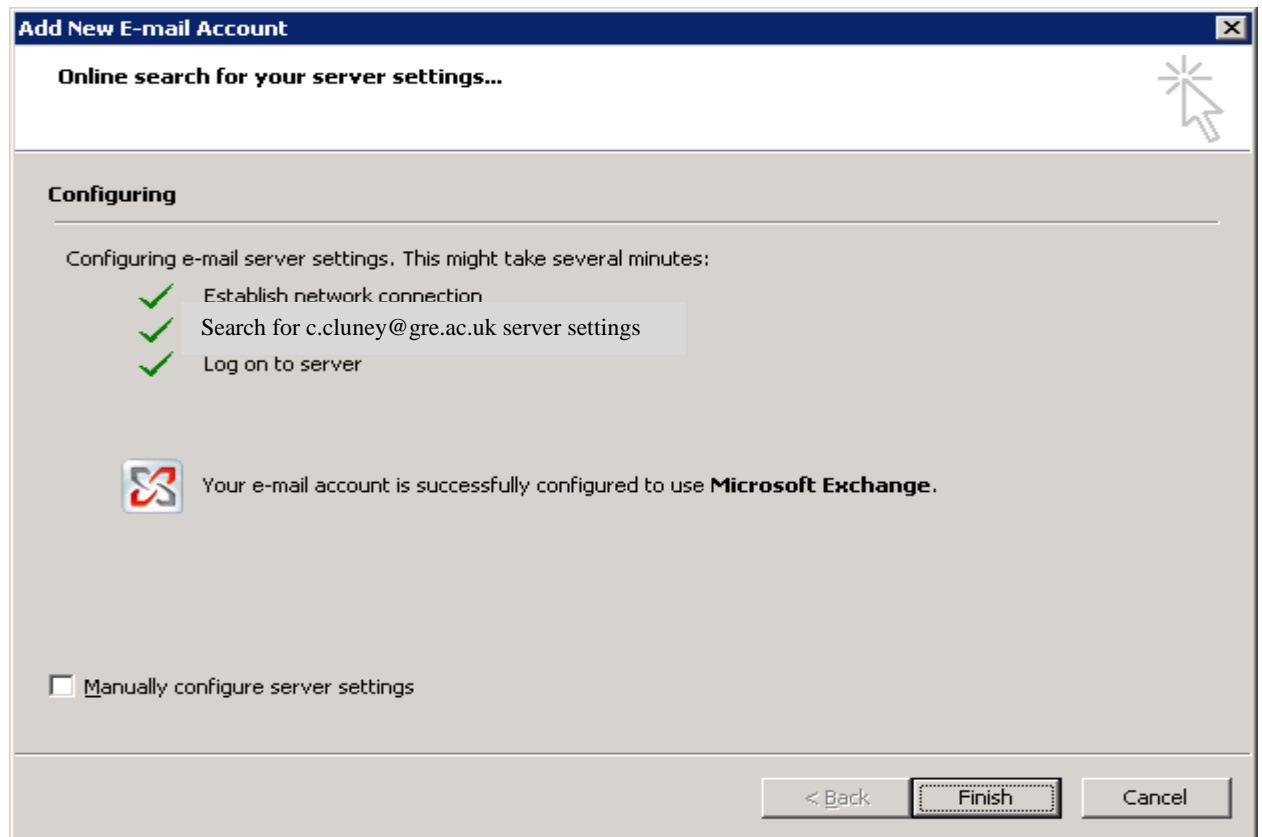 Add New E-mail Account
Online search for your server settings...
Configuring
Configuring e-mail server settings. This might take several minutes:
Establish network connection
Search for c.cluney@gre.ac.uk server settings
Log on to server
Your e-mail account is successfully configured to use Microsoft Exchange.
Manually configure server settings
< Back
Finish
Cancel